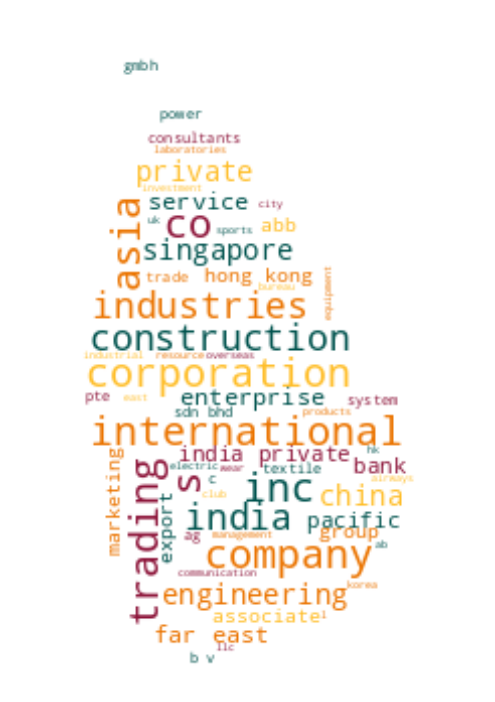 gmbh
power
consultants
laboratories
private
investment
asia
service
city
uk
co
sports
abb
singapore
trade
hong kong
bureau
equipment
industries
construction
industrial
resource
overseas
corporation
pte
east
enterprise
system
sdn bhd
products
international
marketing
trading
india private
hk
electric
wear
textile
bank
s
c
inc
airways
club
china
export
india
pacific
ag
management
group
ab
company
communication
engineering
korea
associate
l
far east
llc
b v